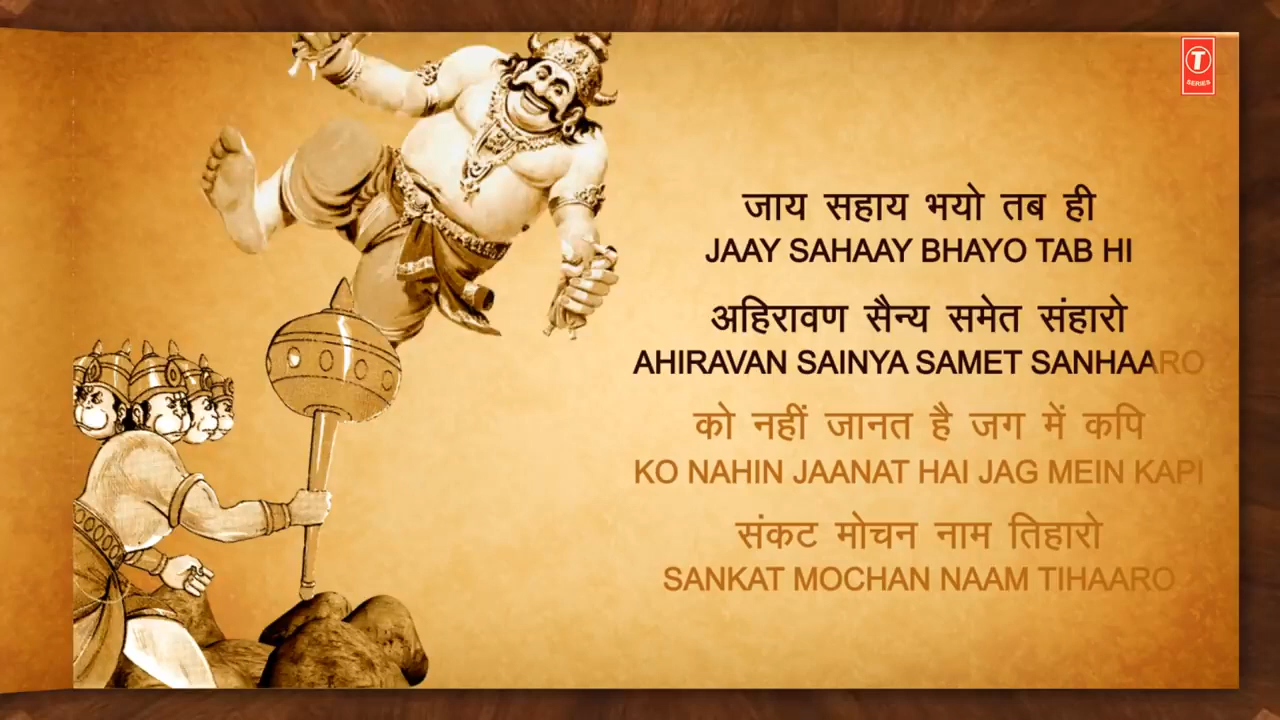 T
SERIES
जाय सहाय भयो तब ही
JAAY SAHAAY BHAYO TAB HI
अहिरावण सैन्य समेत संहारो
AHIRAVAN SAINYA SAMET SANHAARO
को नहीं जानत है जग में कपि
KO NAHIN JAANAT HAI JAG MEIN KAPI
संकट मोचन नाम तिहारो
SANKAT MOCHAN NAAM TIHAARO